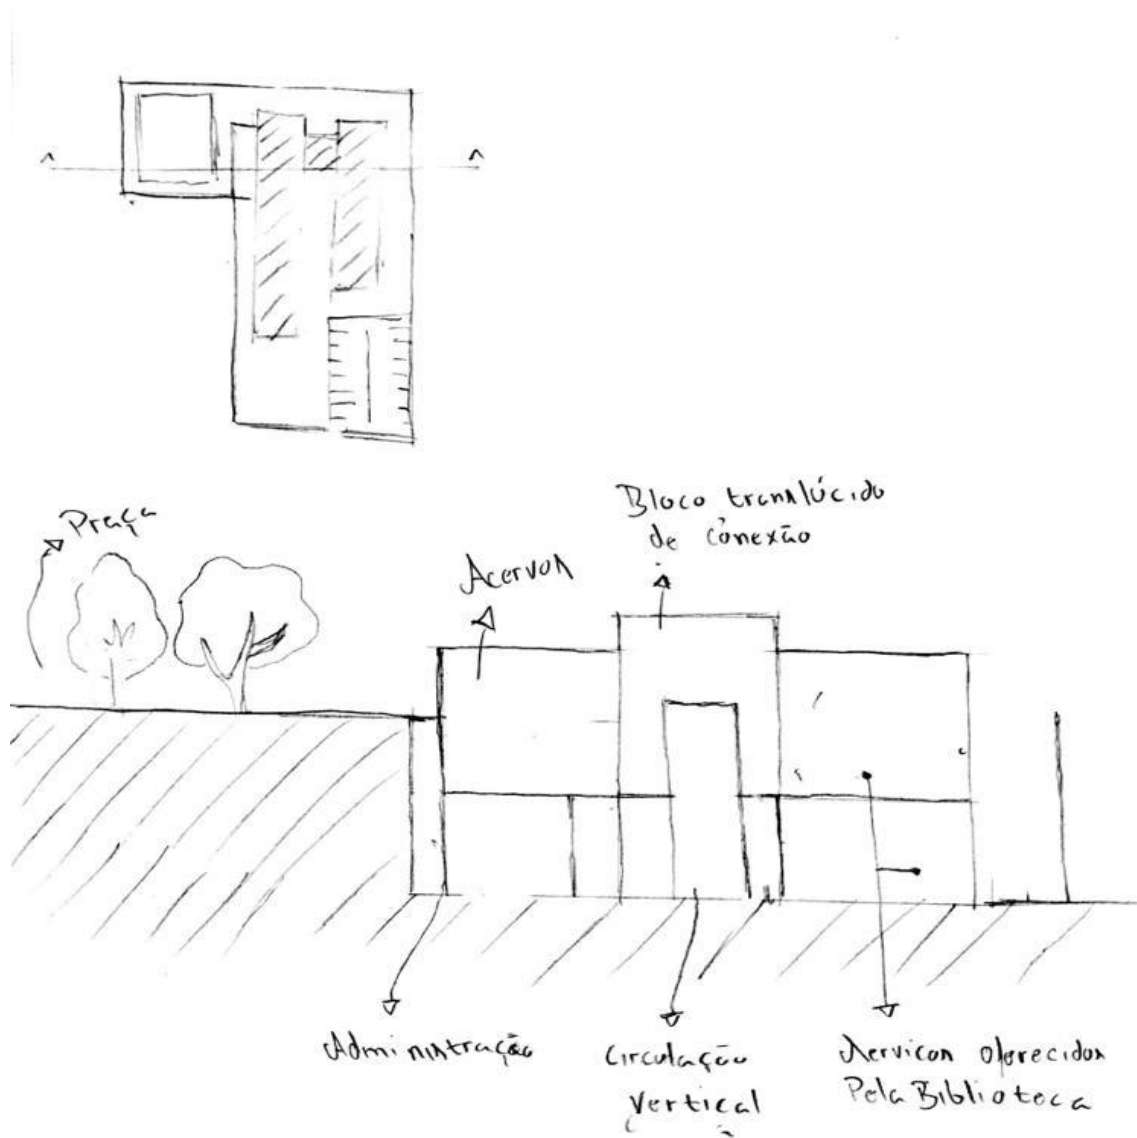 Praça
Bloco translúcido
de conexão
Acervos
Administração
circulação
vertical
Serviços oferecidos
Pela Biblioteca